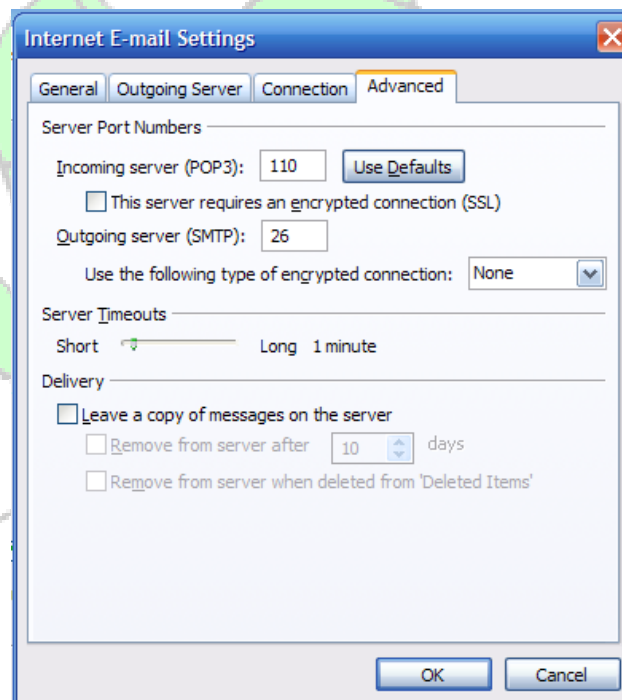 Internet E-mail Settings
General Outgoing Server Connection Advanced
Server Port Numbers
Incoming server (POP3): 110 Use Defaults
This server requires an encrypted connection (SSL)
Outgoing server (SMTP): 26
Use the following type of encrypted connection: None
Server Timeouts
Short Long 1 minute
Delivery
Leave a copy of messages on the server
Remove from server after 10 days
Remove from server when deleted from 'Deleted Items'
OK Cancel